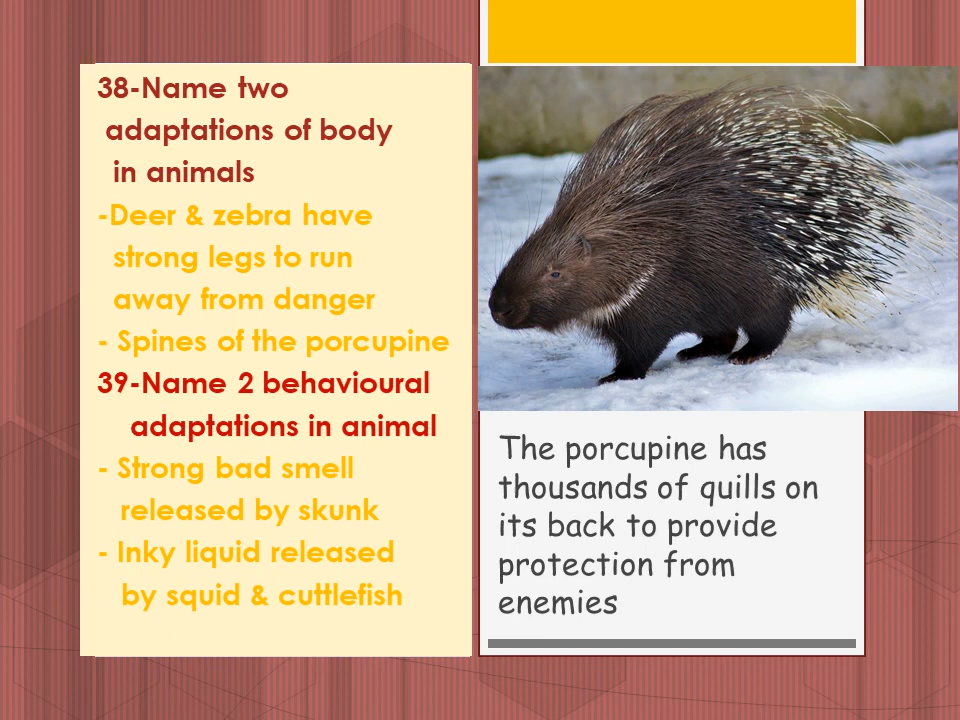 38-Name two
adaptations of body
in animals
-Deer & zebra have
strong legs to run
away from danger
- Spines of the porcupine
39-Name 2 behavioural
adaptations in animal
- Strong bad smell
released by skunk
- Inky liquid released
by squid & cuttlefish
The porcupine has
thousands of quills on
its back to provide
protection from
enemies